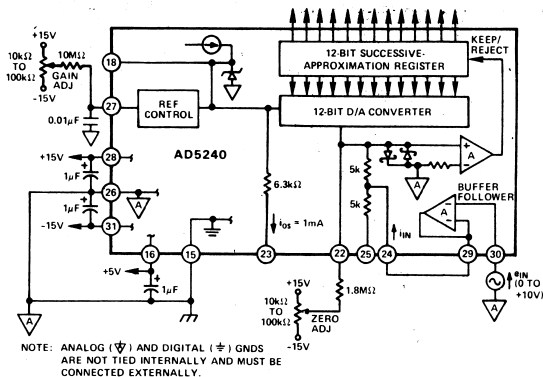 +15V
10kΩ
TO
100kΩ
-15V
10MΩ
GAIN
ADJ
0.01µF
18
27
REF
CONTROL
12-BIT SUCCESSIVE-
APPROXIMATION REGISTER
KEEP/
REJECT
12-BIT D/A CONVERTER
AD5240
+15V
28
1µF
26
A
1µF
-15V
31
6.3kΩ
iOS = 1mA
5k
5k
A
+
-
A
BUFFER
FOLLOWER
A
-
+
iIN
16
15
23
22
25
24
29
30
+5V
1µF
A
10kΩ
TO
100kΩ
+15V
-15V
ZERO
ADJ
1.8MΩ
eIN
(0 TO
+10V)
A
NOTE: ANALOG (A) AND DIGITAL (⏚) GNDS
ARE NOT TIED INTERNALLY AND MUST BE
CONNECTED EXTERNALLY.